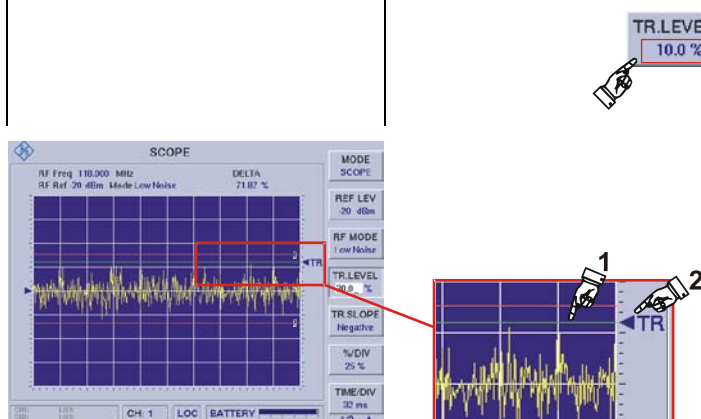 TR.LEVE
10.0 %
SCOPE
RF Freq 118.000 MHz
DELTA
RF Ref -20 dBm Mode Low Noise
71.87 %
MODE
SCOPE
REF LEV
-20 dBm
RF MODE
Low Noise
TR
TR.LEVEL
%
TR.SLOPE
Negative
%/DIV
25 %
TIME/DIV
32 ms
CH: 1
LOC
BATTERY
1
2
TR